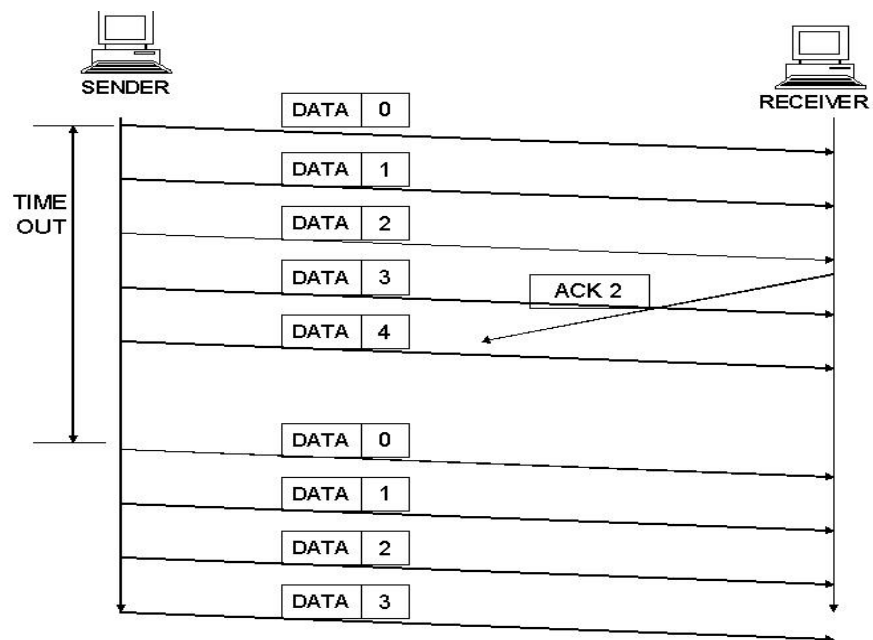 SENDER
RECEIVER
DATA 0
DATA 1
TIME
OUT
DATA 2
DATA 3
ACK 2
DATA 4
DATA 0
DATA 1
DATA 2
DATA 3